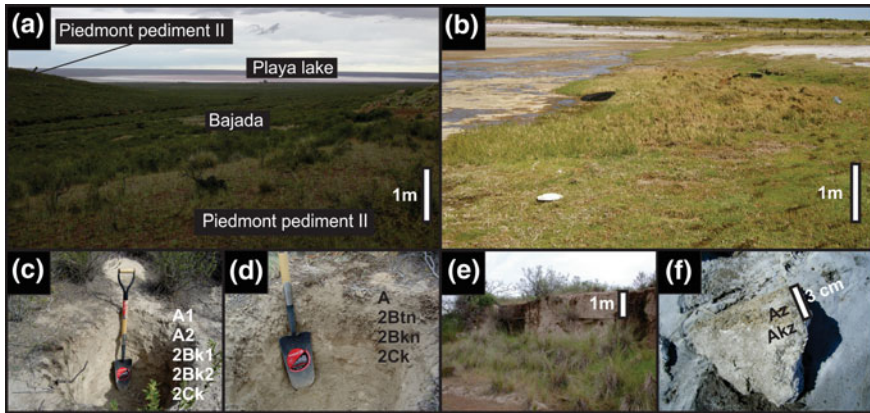 (a)
Piedmont pediment II
Playa lake
Bajada
1m
Piedmont pediment II
(b)
1m
(c)
A1
A2
2Bk1
2Bk2
2Ck
(d)
A
2Btn
2Bkn
2Ck
(e)
1m
(f)
3 cm
Az
Akz